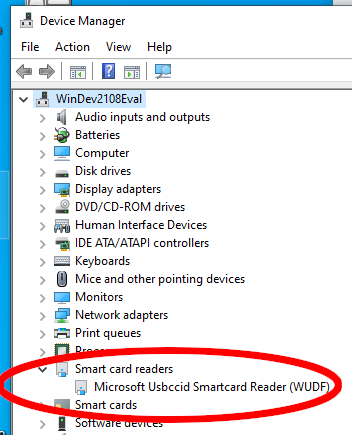 Device Manager
File Action View Help
WinDev2108Eval
Audio inputs and outputs
Batteries
Computer
Disk drives
Display adapters
DVD/CD-ROM drives
Human Interface Devices
IDE ATA/ATAPI controllers
Keyboards
Mice and other pointing devices
Monitors
Network adapters
Print queues
Smart card readers
Microsoft Usbccid Smartcard Reader (WUDF)
Smart cards
Software devices